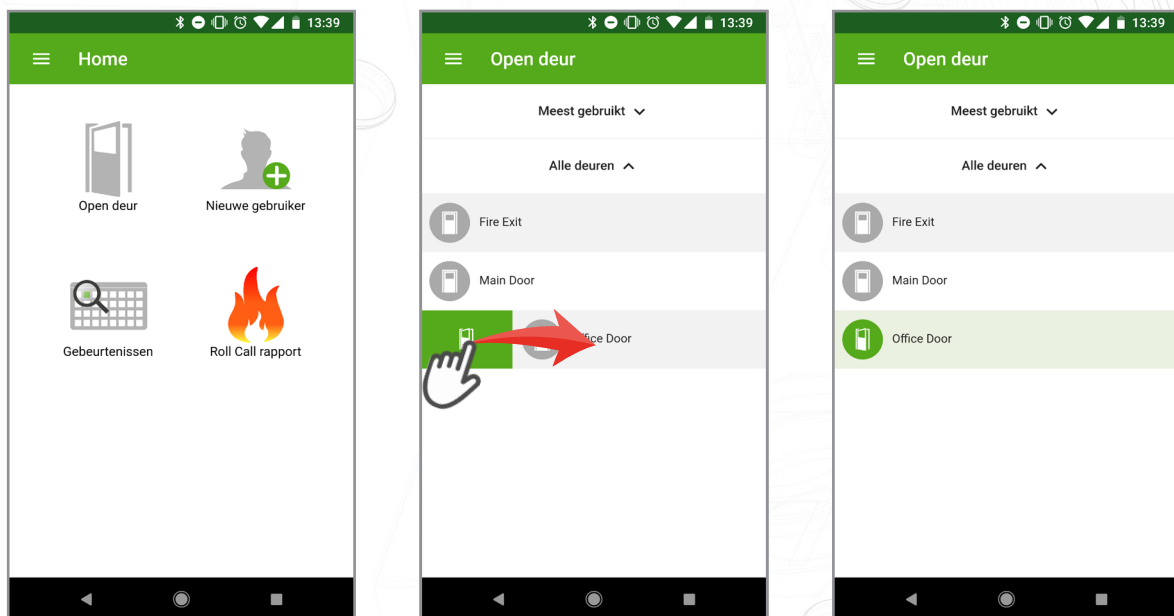 13:39
Home
Open deur
Nieuwe gebruiker
Gebeurtenissen
Roll Call rapport
13:39
Open deur
Meest gebruikt
Alle deuren
Fire Exit
Main Door
ice Door
13:39
Open deur
Meest gebruikt
Alle deuren
Fire Exit
Main Door
Office Door